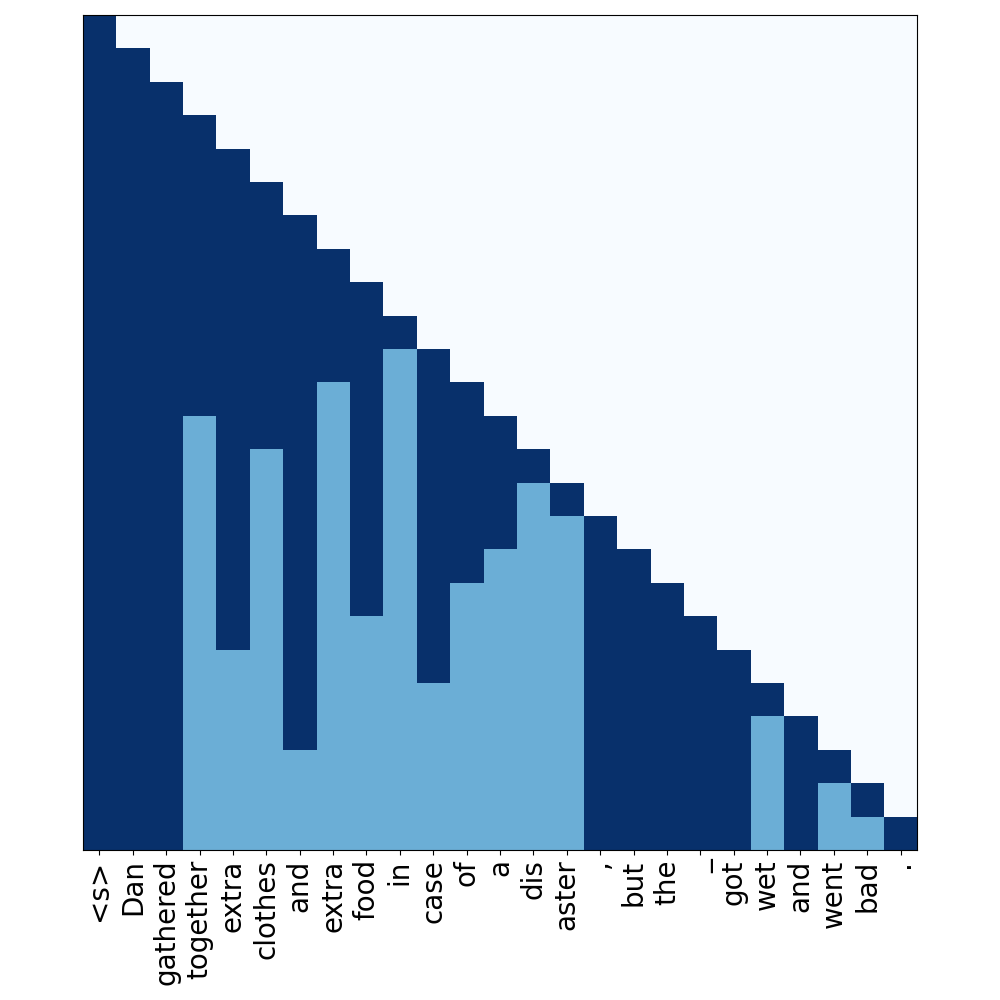 <s> Dan gathered together extra clothes and extra food in case of a dis aster , but the _ got wet and went bad .